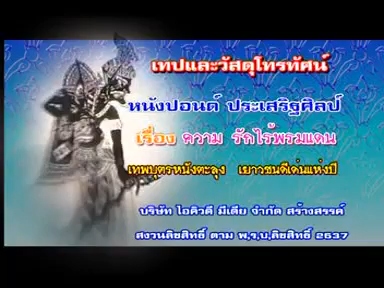 เทปและวัสดุโทรทัศน์
หนังปอนด์ ประเสริฐศิลป์
เรื่อง ความ รักไร้พรมแดน
เทพบุตรหนังตะลุง เยาวชนดีเด่นแห่งปี
บริษัท ไอคิวดี มีเดีย จำกัด สร้างสรรค์
สงวนลิขสิทธิ์ ตาม พ,ร,บ,ลิขสิทธิ์ 2537